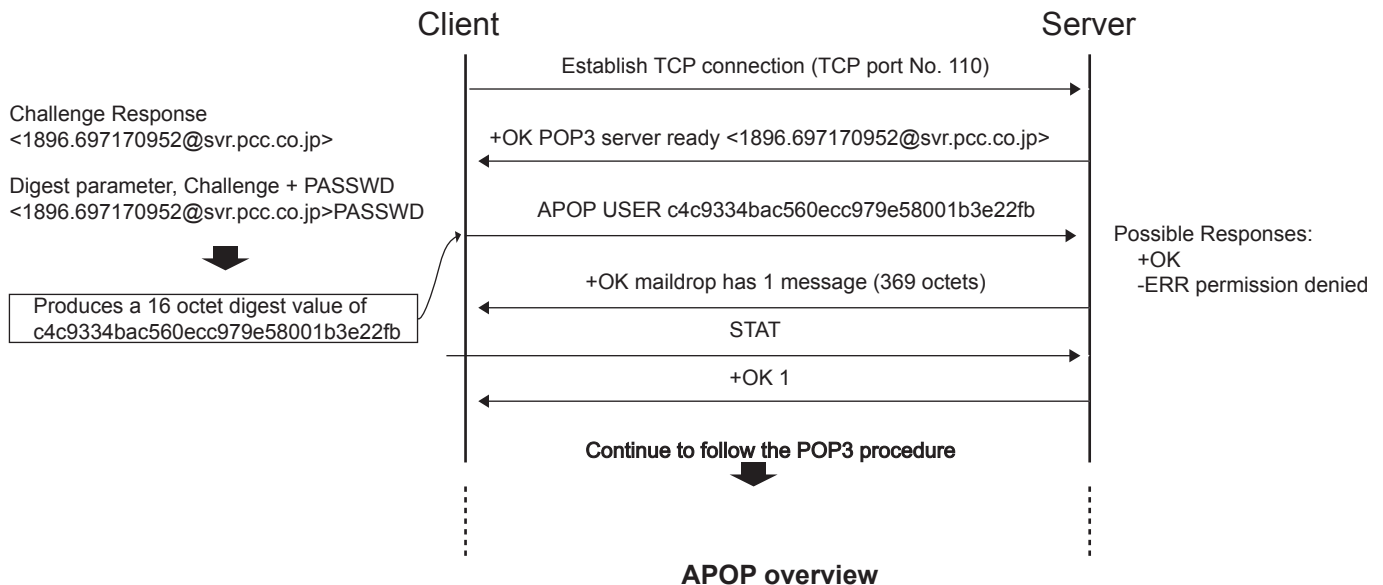 Client
Server
Establish TCP connection (TCP port No. 110)
Challenge Response
<1896.697170952@svr.pcc.co.jp>
+OK POP3 server ready <1896.697170952@svr.pcc.co.jp>
Digest parameter, Challenge + PASSWD
<1896.697170952@svr.pcc.co.jp>PASSWD
APOP USER c4c9334bac560ecc979e58001b3e22fb
Possible Responses:
+OK
-ERR permission denied
+OK maildrop has 1 message (369 octets)
Produces a 16 octet digest value of
c4c9334bac560ecc979e58001b3e22fb
STAT
+OK 1
Continue to follow the POP3 procedure
APOP overview